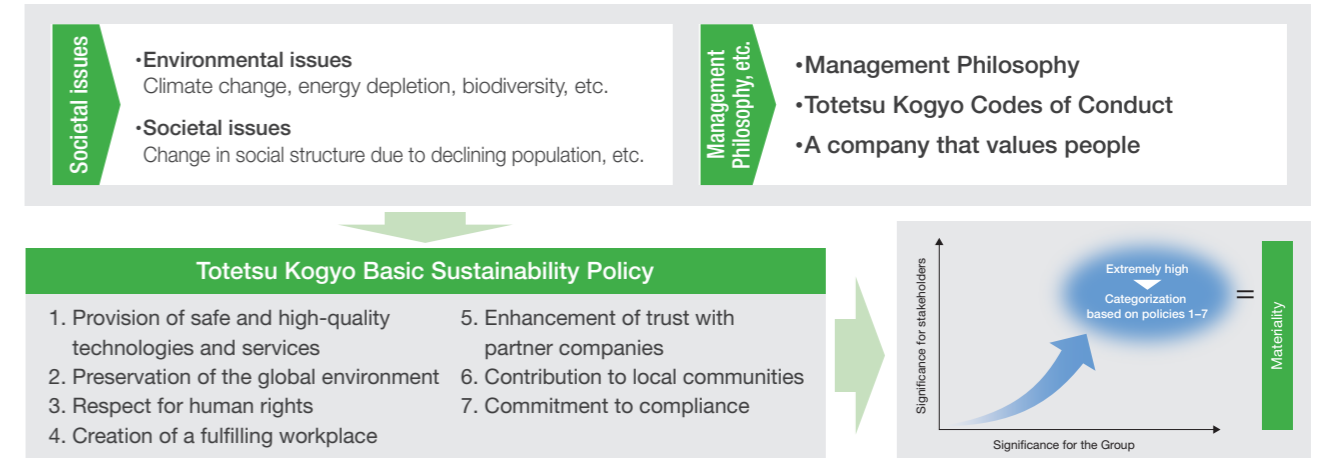 Societal issues
•Environmental issues
Climate change, energy depletion, biodiversity, etc.
•Societal issues
Change in social structure due to declining population, etc.
Management
Philosophy, etc.
•Management Philosophy
•Totetsu Kogyo Codes of Conduct
•A company that values people
Totetsu Kogyo Basic Sustainability Policy
1. Provision of safe and high-quality
technologies and services
2. Preservation of the global environment
3. Respect for human rights
4. Creation of a fulfilling workplace
5. Enhancement of trust with
partner companies
6. Contribution to local communities
7. Commitment to compliance
Significance for stakeholders
Extremely high
Categorization
based on policies 1–7
Significance for the Group
=
Materiality